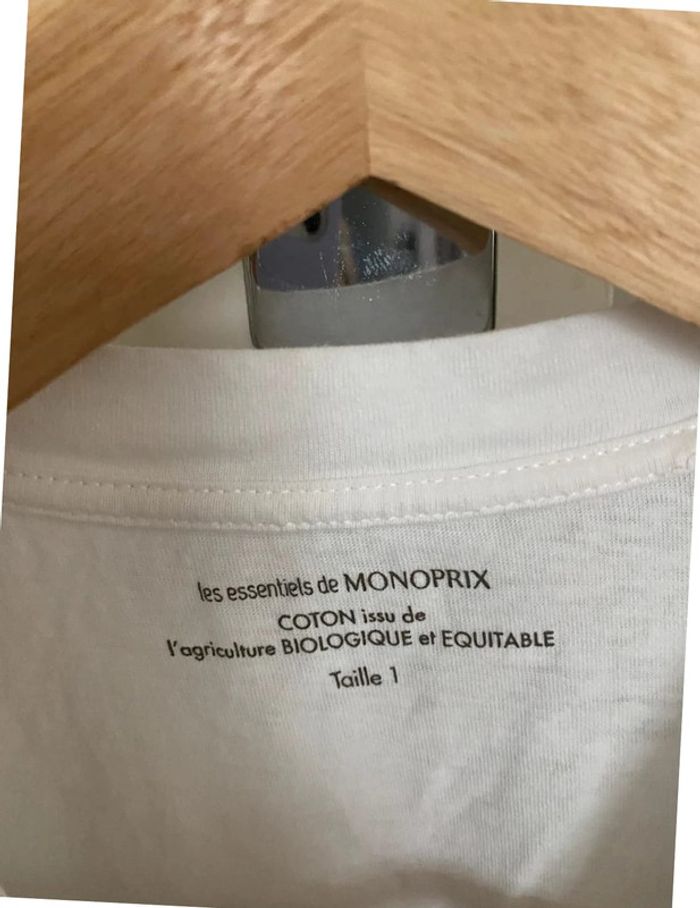 les essentiels de MONOPRIX
COTON issu de
l'agriculture BIOLOGIQUE et EQUITABLE
Taille 1